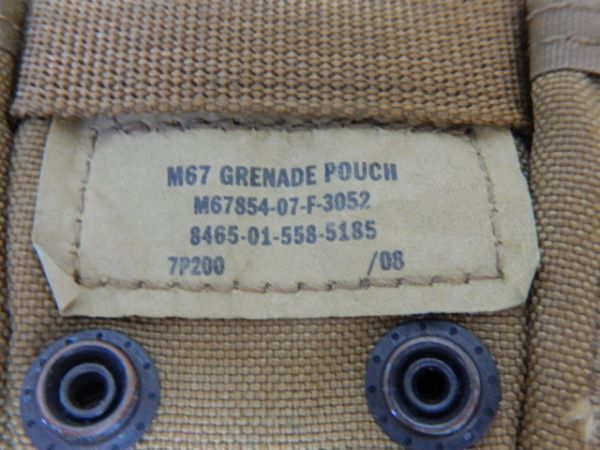 M67 GRENADE POUCH
M67854-07-F-3052
8465-01-558-5185
7P200 /08